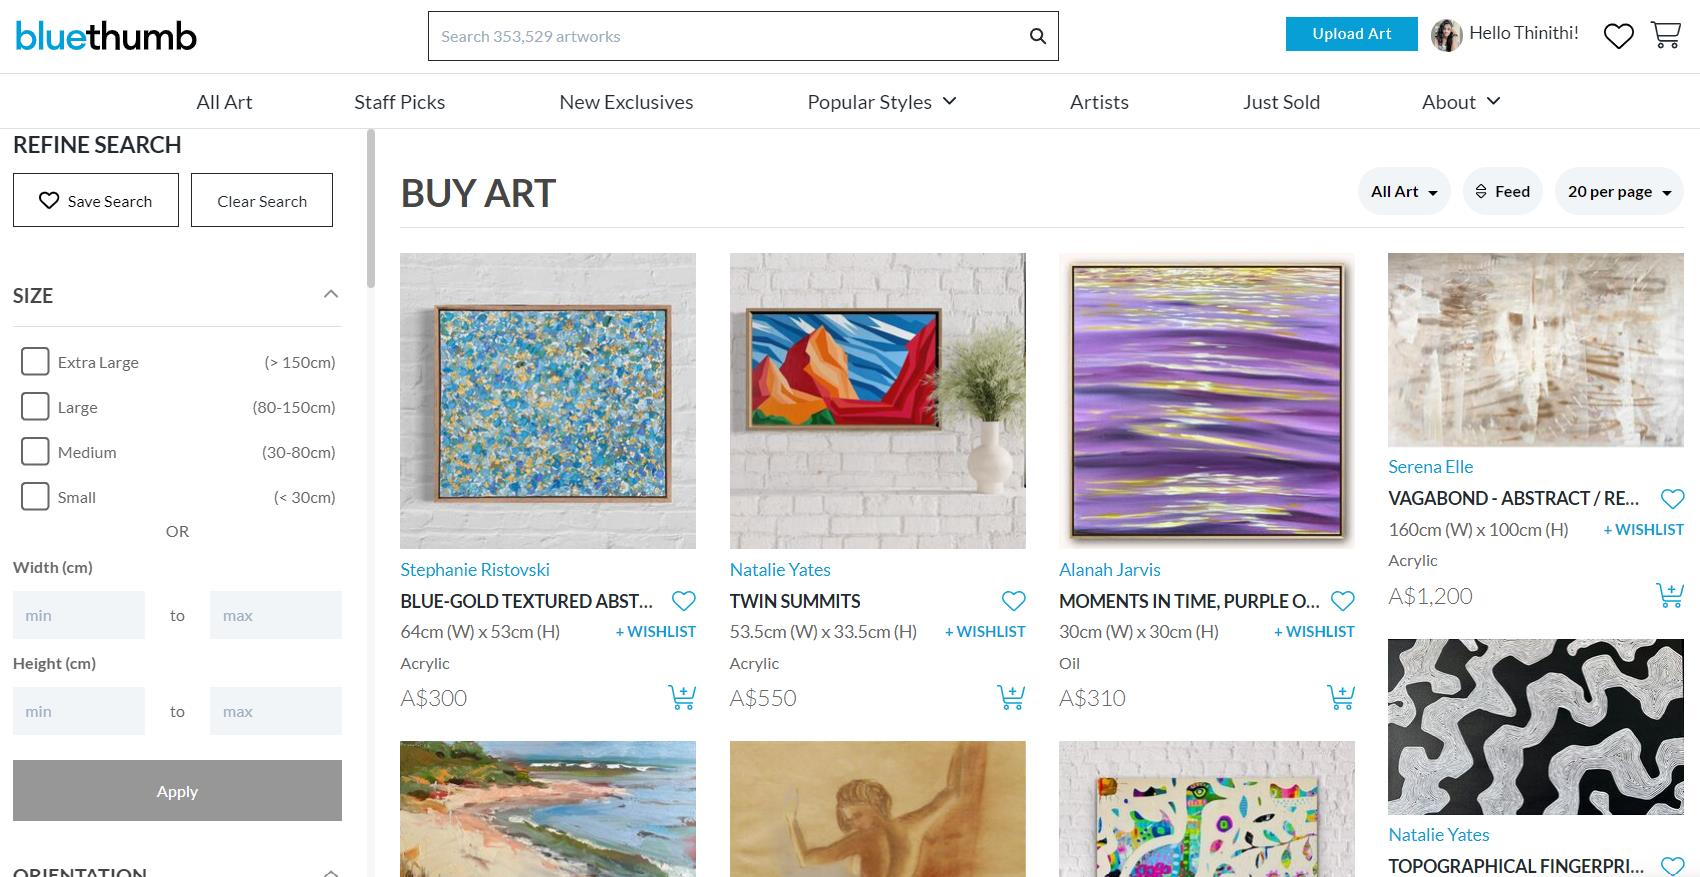 bluethumb
Search 353,529 artworks
Upload Art
Hello Thinithi!
All Art
Staff Picks
New Exclusives
Popular Styles
Artists
Just Sold
About
REFINE SEARCH
Save Search
Clear Search
SIZE
Extra Large (> 150cm)
Large (80-150cm)
Medium (30-80cm)
Small (< 30cm)
OR
Width (cm)
min to max
Height (cm)
min to max
Apply
ORIENTATION
BUY ART
All Art
Feed
20 per page
Stephanie Ristovski
BLUE-GOLD TEXTURED ABST...
64cm (W) x 53cm (H) + WISHLIST
Acrylic
A$300
Natalie Yates
TWIN SUMMITS
53.5cm (W) x 33.5cm (H) + WISHLIST
Acrylic
A$550
Alanah Jarvis
MOMENTS IN TIME, PURPLE O...
30cm (W) x 30cm (H) + WISHLIST
Oil
A$310
Serena Elle
VAGABOND - ABSTRACT / RE...
160cm (W) x 100cm (H) + WISHLIST
Acrylic
A$1,200
Natalie Yates
TOPOGRAPHICAL FINGERPRI...